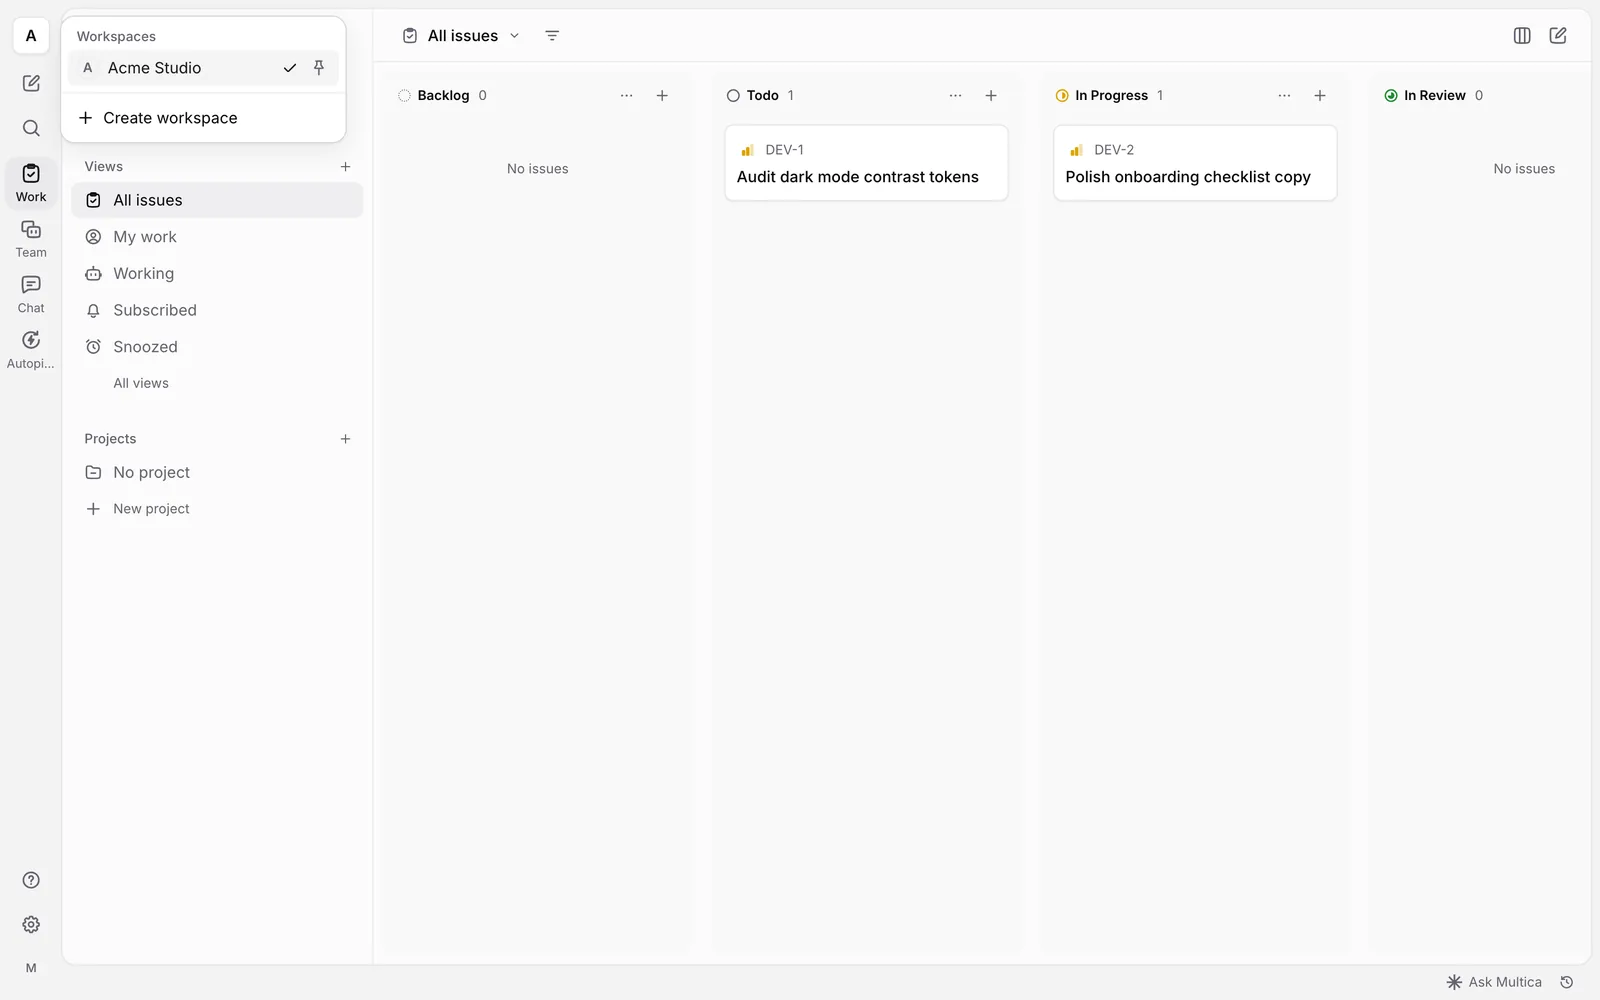 A
Workspaces
A Acme Studio
Create workspace
Work
Team
Chat
Autopi...
Views
All issues
My work
Working
Subscribed
Snoozed
All views
Projects
No project
New project
M
All issues
Backlog 0
No issues
Todo 1
DEV-1
Audit dark mode contrast tokens
In Progress 1
DEV-2
Polish onboarding checklist copy
In Review 0
No issues
Ask Multica